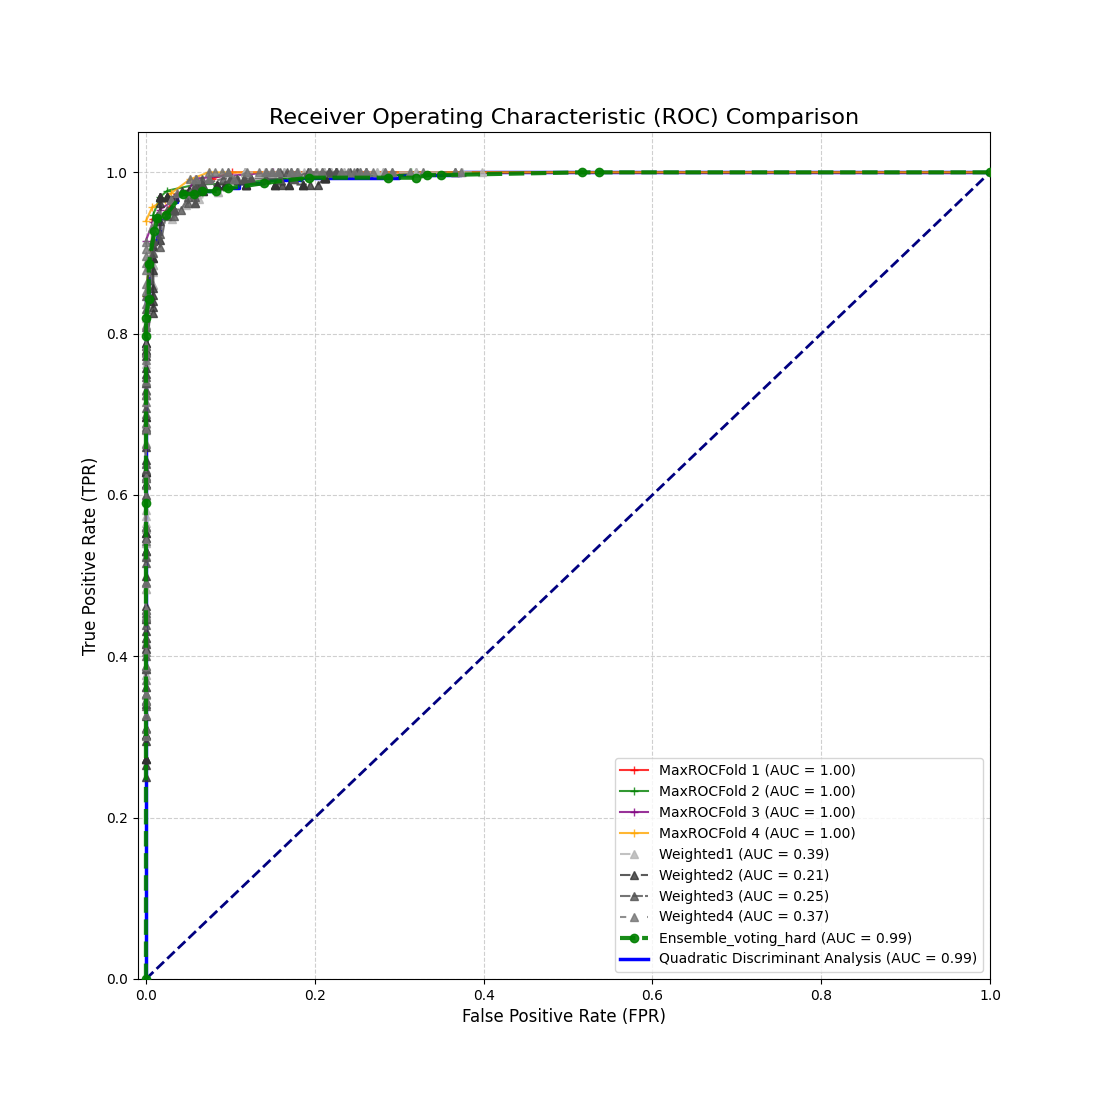 Receiver Operating Characteristic (ROC) Comparison
1.0
0.8
0.6
0.4
0.2
0.0
True Positive Rate (TPR)
MaxROCFold 1 (AUC = 1.00)
MaxROCFold 2 (AUC = 1.00)
MaxROCFold 3 (AUC = 1.00)
MaxROCFold 4 (AUC = 1.00)
Weighted1 (AUC = 0.39)
Weighted2 (AUC = 0.21)
Weighted3 (AUC = 0.25)
Weighted4 (AUC = 0.37)
Ensemble_voting_hard (AUC = 0.99)
Quadratic Discriminant Analysis (AUC = 0.99)
0.0 0.2 0.4 0.6 0.8 1.0
False Positive Rate (FPR)